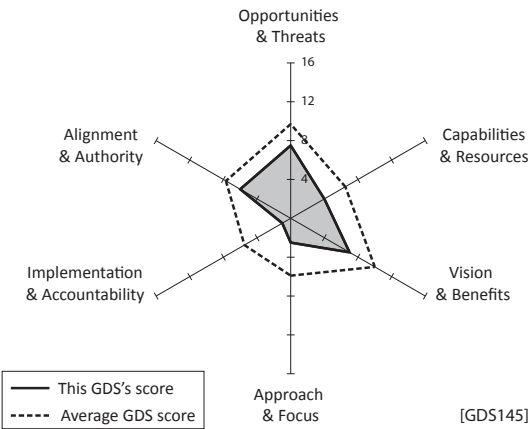 Opportunities
& Threats
16
12
8
4
Alignment
& Authority
Capabilities
& Resources
Implementation
& Accountability
Vision
& Benefits
This GDS's score
Average GDS score
Approach
& Focus
[GDS145]